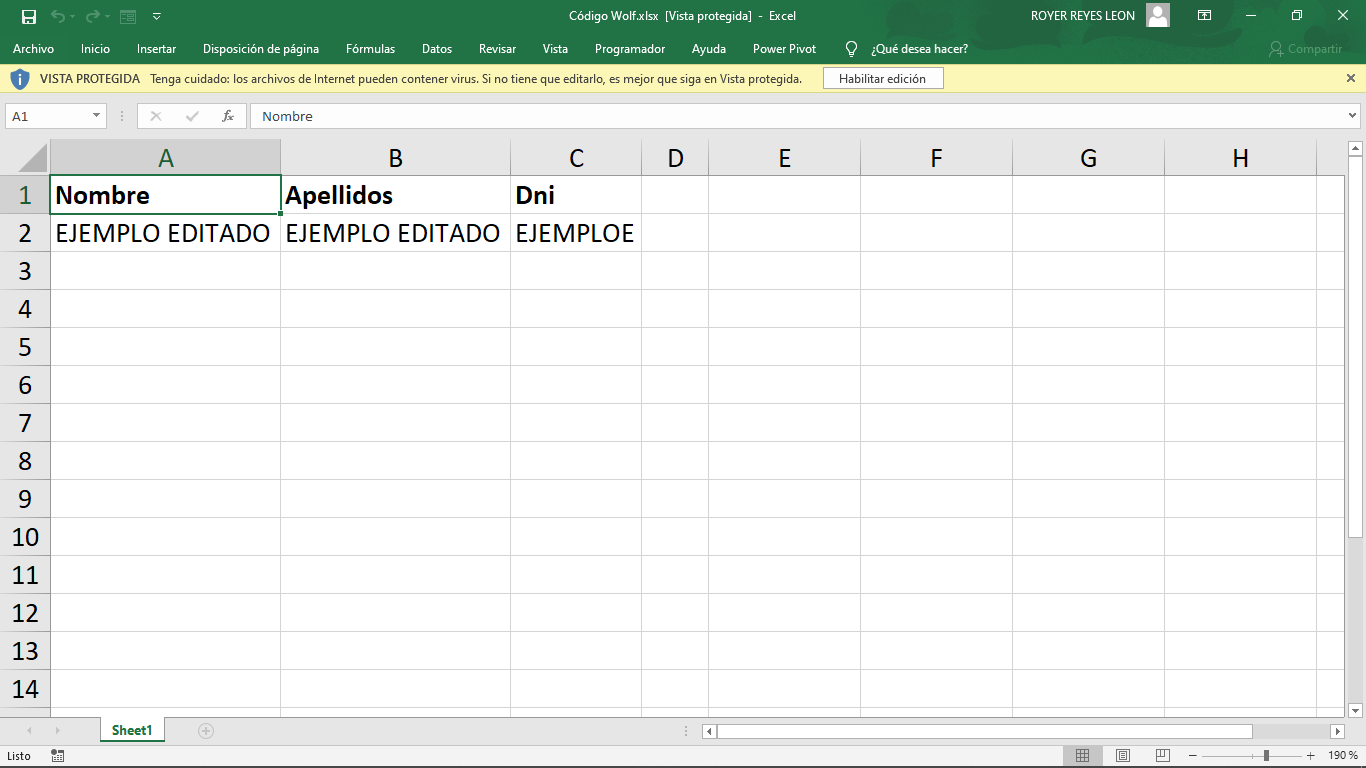 Código Wolf.xlsx [Vista protegida] - Excel
ROYER REYES LEON
Archivo Inicio Insertar Disposición de página Fórmulas Datos Revisar Vista Programador Ayuda Power Pivot ¿Qué desea hacer? Compartir
VISTA PROTEGIDA Tenga cuidado: los archivos de Internet pueden contener virus. Si no tiene que editarlo, es mejor que siga en Vista protegida. Habilitar edición
A1 fx Nombre
A B C D E F G H
1 Nombre Apellidos Dni
2 EJEMPLO EDITADO EJEMPLO EDITADO EJEMPLOE
3
4
5
6
7
8
9
10
11
12
13
14
Sheet1
Listo 190 %